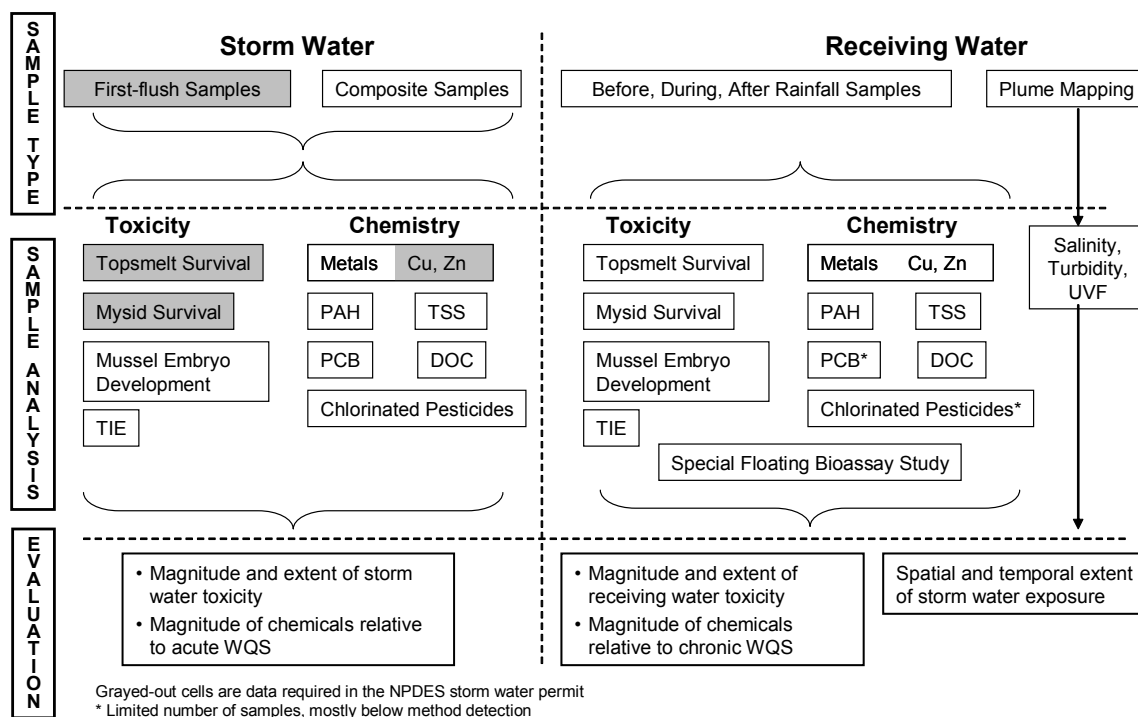 SAMPLE TYPE
Storm Water
Receiving Water
First-flush Samples
Composite Samples
Before, During, After Rainfall Samples
Plume Mapping
SAMPLE ANALYSIS
Toxicity
Chemistry
Topsmelt Survival
Metals
Cu, Zn
Mysid Survival
PAH
TSS
Mussel Embryo
Development
PCB
DOC
TIE
Chlorinated Pesticides
Toxicity
Chemistry
Topsmelt Survival
Metals
Cu, Zn
Mysid Survival
PAH
TSS
Mussel Embryo
Development
PCB*
DOC
TIE
Chlorinated Pesticides*
Special Floating Bioassay Study
Salinity,
Turbidity,
UVF
EVALUATION
• Magnitude and extent of storm
water toxicity
• Magnitude of chemicals relative
to acute WQS
• Magnitude and extent of
receiving water toxicity
• Magnitude of chemicals
relative to chronic WQS
Spatial and temporal extent
of storm water exposure
Grayed-out cells are data required in the NPDES storm water permit
* Limited number of samples, mostly below method detection